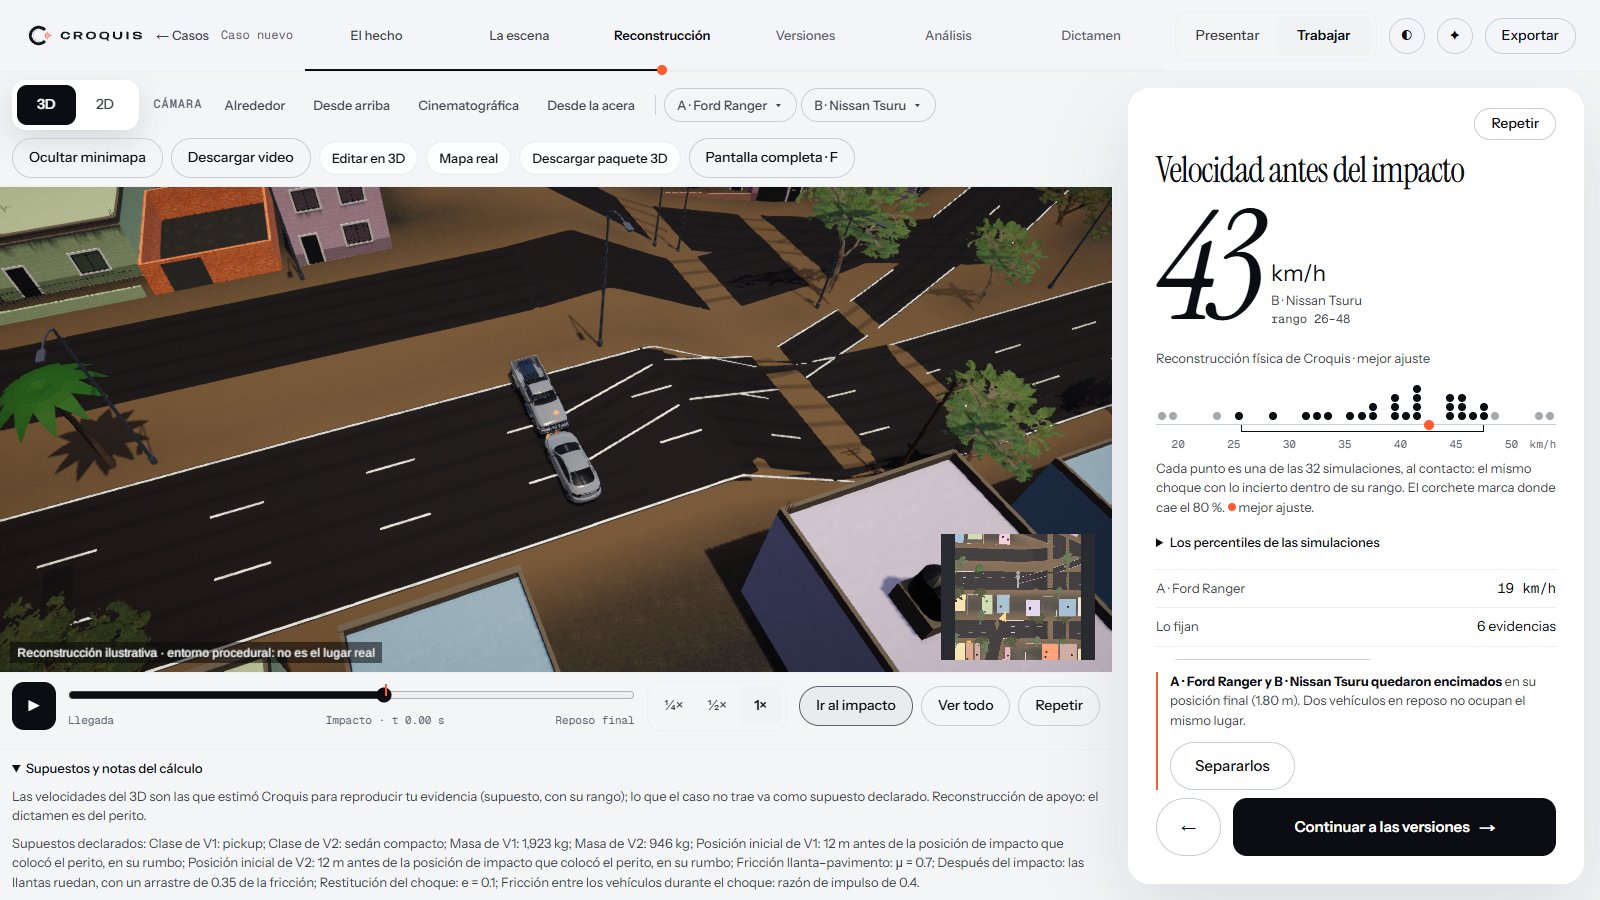 CROQUIS ← Casos Caso nuevo El hecho La escena Reconstrucción Versiones Análisis Dictamen Presentar Trabajar Exportar
3D 2D CÁMARA Alrededor Desde arriba Cinematográfica Desde la acera A·Ford Ranger B·Nissan Tsuru
Ocultar minimapa Descargar video Editar en 3D Mapa real Descargar paquete 3D Pantalla completa·F
Reconstrucción ilustrativa - entorno procedural: no es el lugar real
Llegada Impacto · t 0.00 s Reposo final
¼× ½× 1× Ir al impacto Ver todo Repetir
▼ Supuestos y notas del cálculo
Las velocidades del 3D son las que estimó Croquis para reproducir tu evidencia (supuesto, con su rango); lo que el caso no trae va como supuesto declarado. Reconstrucción de apoyo: el
dictamen es del perito.
Supuestos declarados: Clase de V1: pickup; Clase de V2: sedán compacto; Masa de V1: 1,923 kg; Masa de V2: 946 kg; Posición inicial de V1: 12 m antes de la posición de impacto que
colocó el perito, en su rumbo; Posición inicial de V2: 12 m antes de la posición de impacto que colocó el perito, en su rumbo; Fricción llanta–pavimento: μ = 0.7; Después del impacto: las
llantas ruedan, con un arrastre de 0.35 de la fricción; Restitución del choque: e = 0.1; Fricción entre los vehículos durante el choque: razón de impulso de 0.4.
Repetir
Velocidad antes del impacto
43 km/h
B·Nissan Tsuru
rango 26–48
Reconstrucción física de Croquis·mejor ajuste
20 25 30 35 40 45 50 km/h
Cada punto es una de las 32 simulaciones, al contacto: el mismo
choque con lo incierto dentro de su rango. El corchete marca donde
cae el 80 %. mejor ajuste.
▶ Los percentiles de las simulaciones
A·Ford Ranger 19 km/h
Lo fijan 6 evidencias
A·Ford Ranger y B·Nissan Tsuru quedaron encimados en su
posición final (1.80 m). Dos vehículos en reposo no ocupan el
mismo lugar.
Separarlos
← Continuar a las versiones →